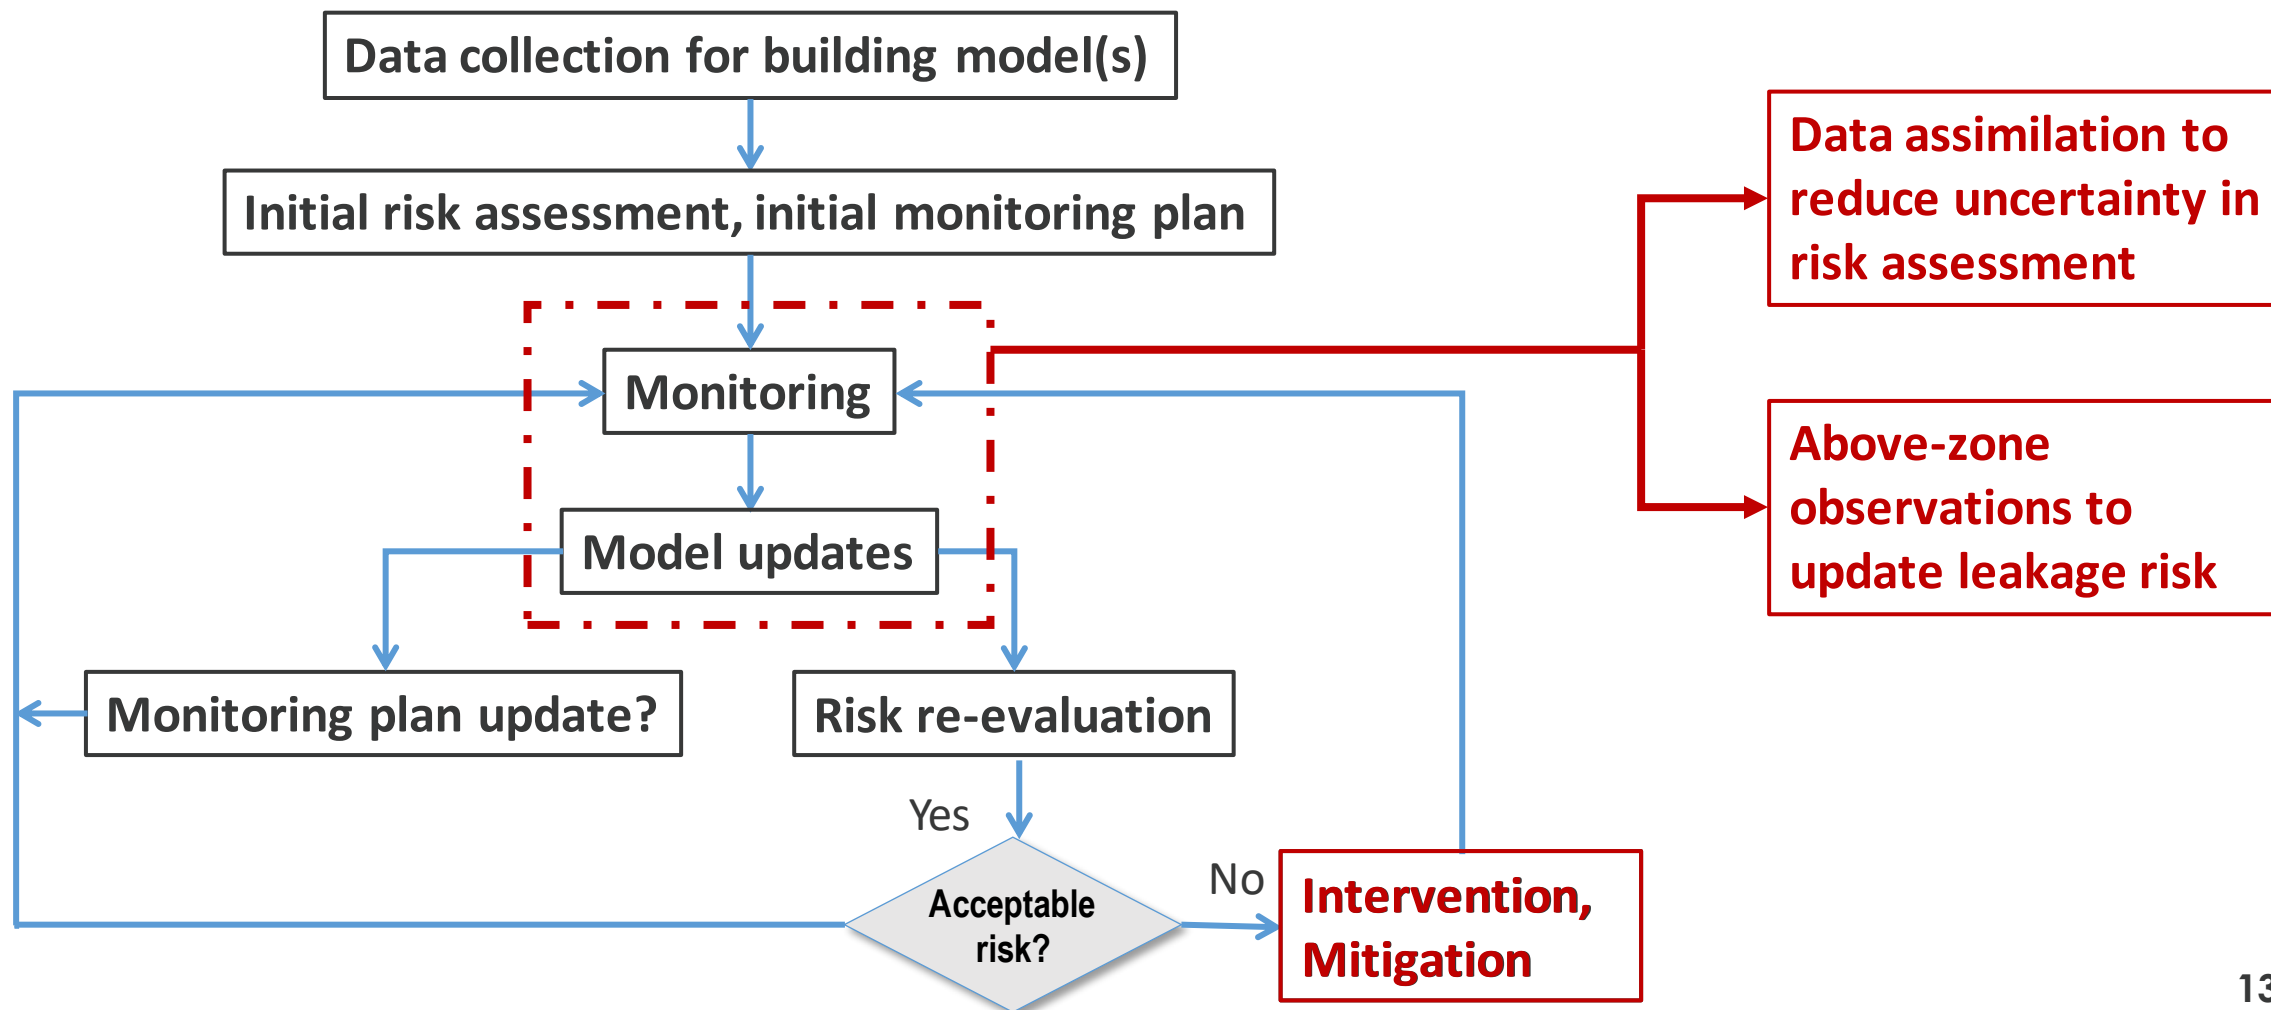 Data collection for building model(s)
Initial risk assessment, initial monitoring plan
Monitoring
Model updates
Monitoring plan update?
Risk re-evaluation
Yes
Acceptable
risk?
No
Intervention,
Mitigation
Data assimilation to
reduce uncertainty in
risk assessment
Above-zone
observations to
update leakage risk
13